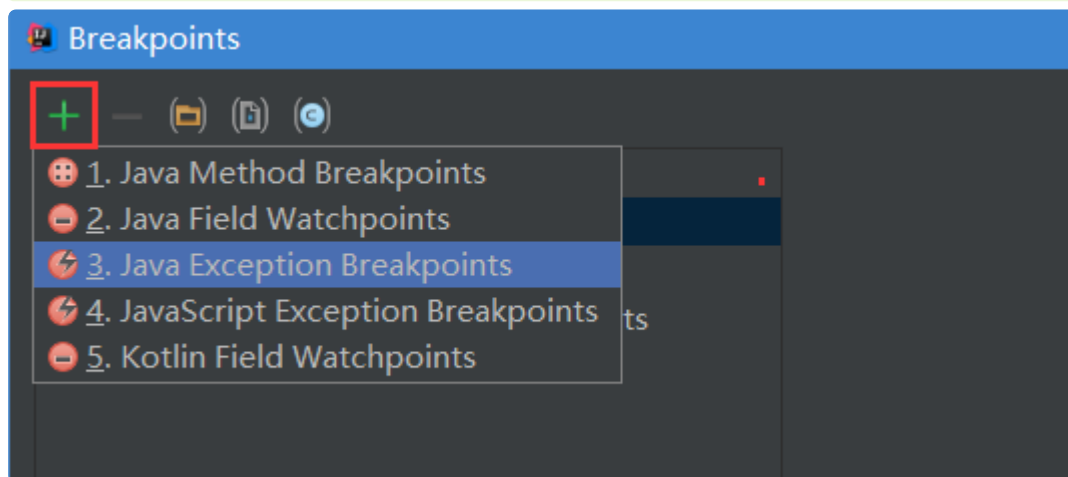 Breakpoints
1. Java Method Breakpoints
2. Java Field Watchpoints
3. Java Exception Breakpoints
4. JavaScript Exception Breakpoints
ts
5. Kotlin Field Watchpoints